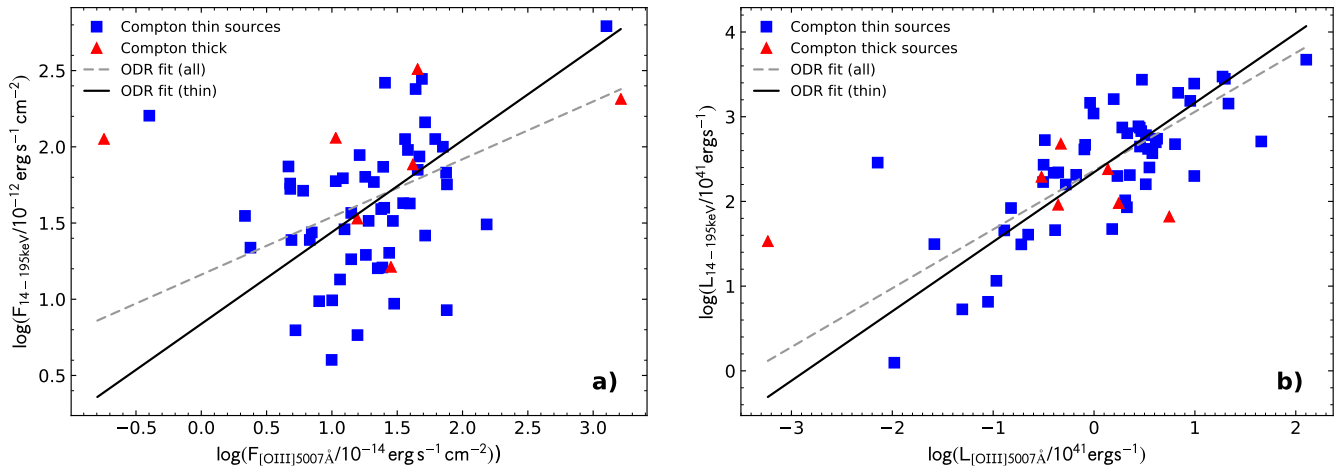 Compton thin sources
Compton thick
ODR fit (all)
ODR fit (thin)
a)
log(F14−195keV/10−12 erg s−1 cm−2)
2.5
2.0
1.5
1.0
0.5
−0.5 0.0 0.5 1.0 1.5 2.0 2.5 3.0
log(F[OIII]5007Å/10−14 erg s−1 cm−2))
Compton thin sources
Compton thick sources
ODR fit (all)
ODR fit (thin)
b)
log(L14−195keV/1041ergs−1)
4
3
2
1
0
−3 −2 −1 0 1 2
log(L[OIII]5007Å/1041ergs−1)